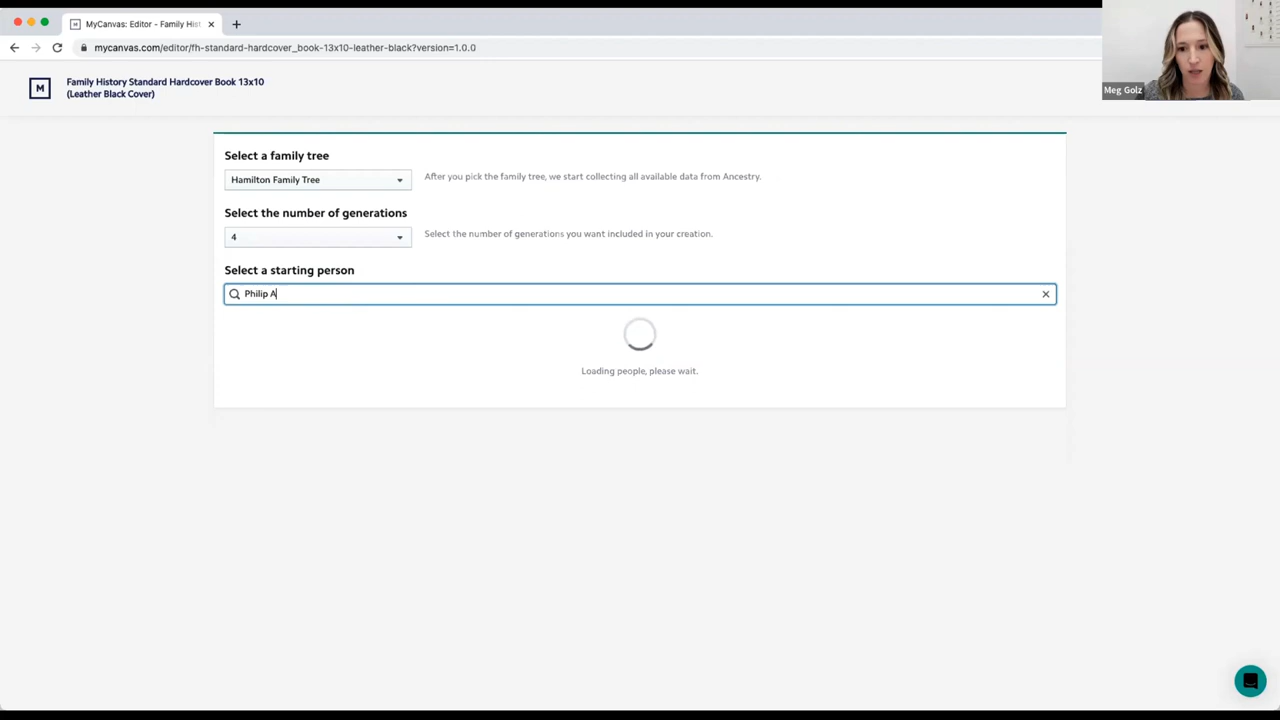 MyCanvas: Editor - Family Hist
mycanvas.com/editor/fh-standard-hardcover_book-13x10-leather-black?version=1.0.0
Meg Golz
M
Family History Standard Hardcover Book 13x10
(Leather Black Cover)
Select a family tree
Hamilton Family Tree
After you pick the family tree, we start collecting all available data from Ancestry.
Select the number of generations
4
Select the number of generations you want included in your creation.
Select a starting person
Philip A
Loading people, please wait.